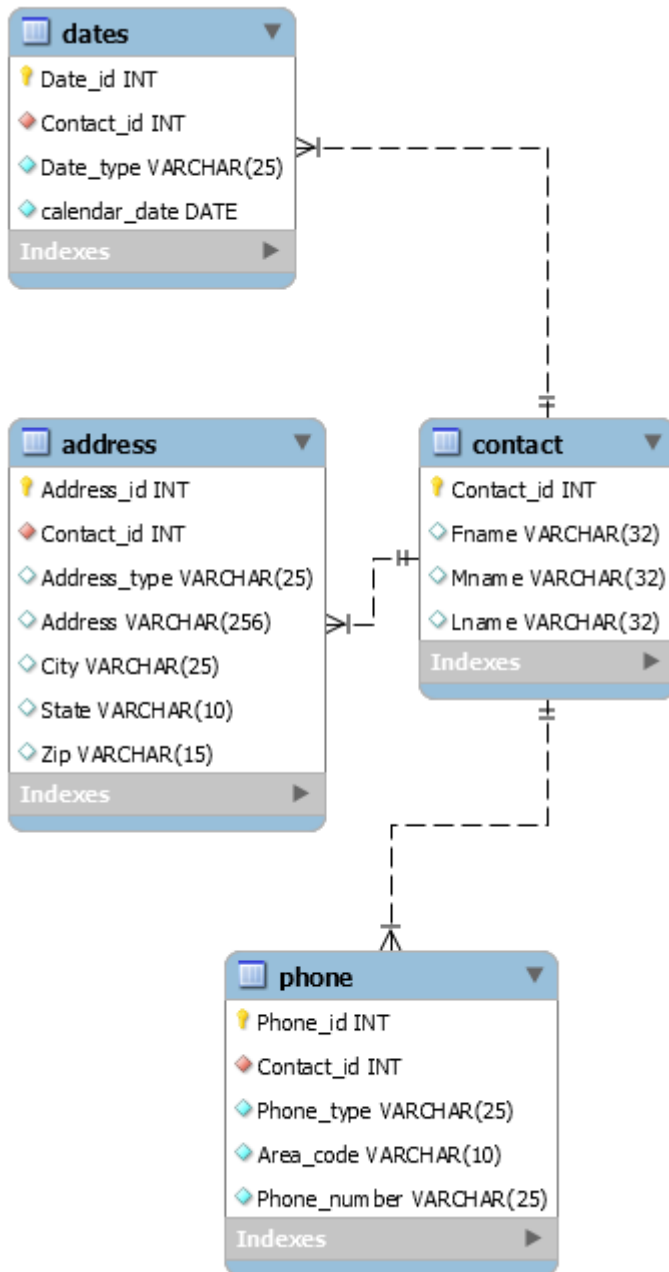 dates
Date_id INT
Contact_id INT
Date_type VARCHAR(25)
calendar_date DATE
Indexes
address
Address_id INT
Contact_id INT
Address_type VARCHAR(25)
Address VARCHAR(256)
City VARCHAR(25)
State VARCHAR(10)
Zip VARCHAR(15)
Indexes
contact
Contact_id INT
Fname VARCHAR(32)
Mname VARCHAR(32)
Lname VARCHAR(32)
Indexes
phone
Phone_id INT
Contact_id INT
Phone_type VARCHAR(25)
Area_code VARCHAR(10)
Phone_number VARCHAR(25)
Indexes